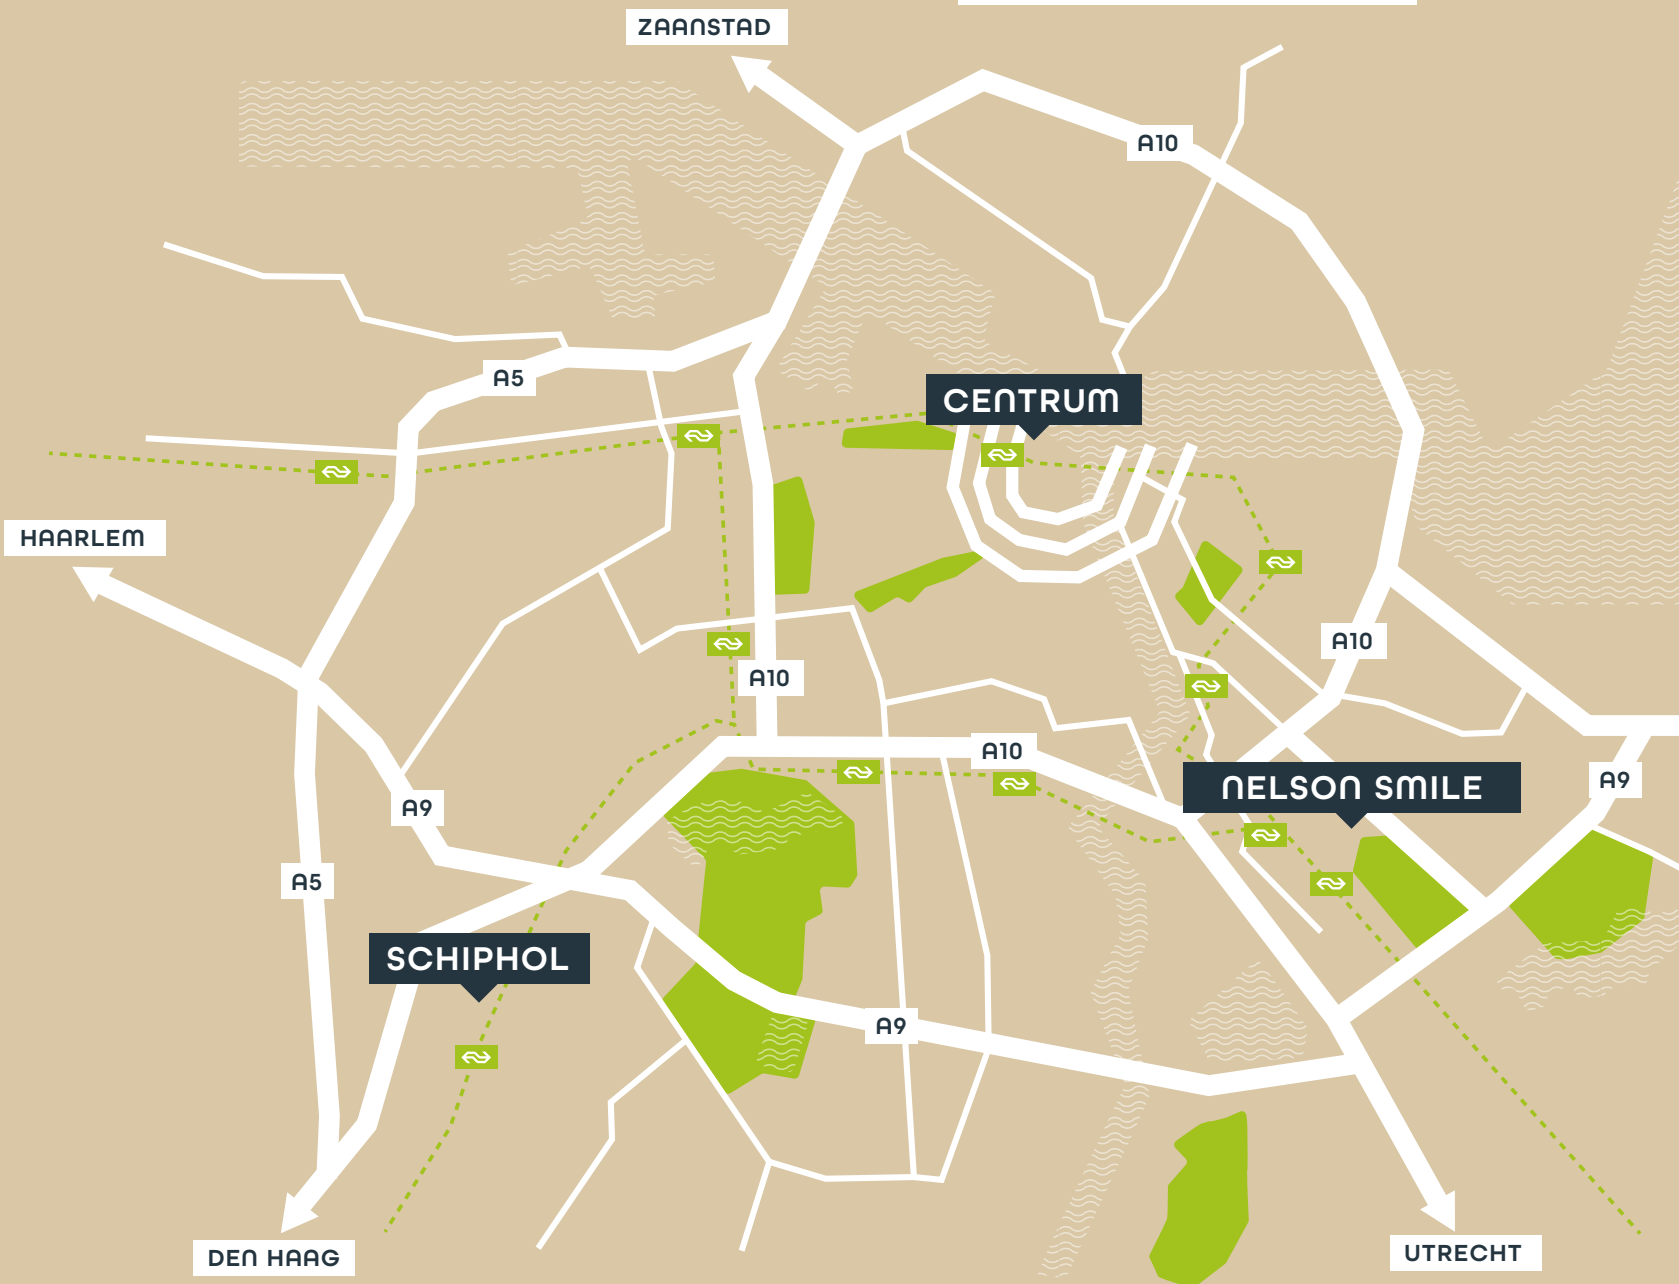 ZAANSTAD
A10
A5
CENTRUM
HAARLEM
A10
A10
A10
A9
NELSON SMILE
A9
A5
SCHIPHOL
A9
DEN HAAG
UTRECHT